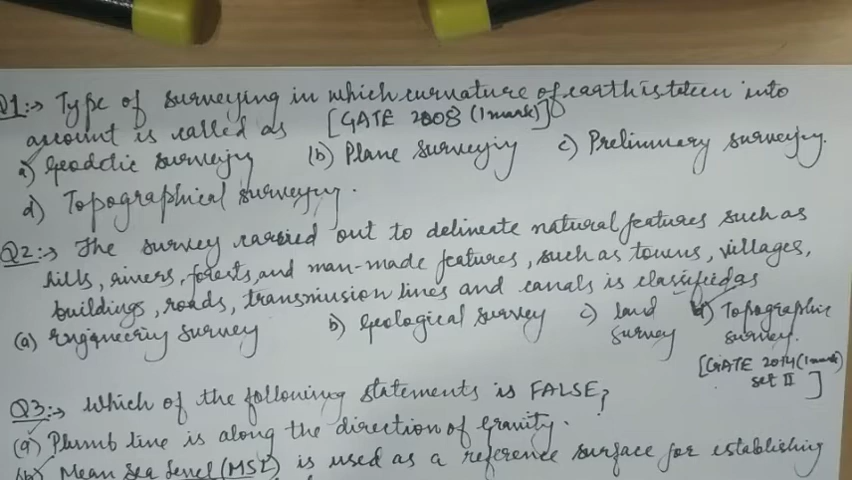 Q1:→ Type of surveying in which curvature of earth is taken into
account is called as [GATE 2008 (1 mark)]
a) Geodetic surveying (b) Plane surveying c) Preliminary surveying.
d) Topographical surveying.
Q2:→ The survey carried out to delineate natural features such as
hills, rivers, forests, and man-made features, such as towns, villages,
buildings, roads, transmission lines and canals is classified as
(a) Engineering survey b) Geological survey c) land survey d) Topographic survey.
[GATE 2014 (1 mark) set II]
Q3:→ Which of the following statements is FALSE?
(a) Plumb line is along the direction of Gravity.
(b) Mean Sea Level (MSL) is used as a reference surface for establishing